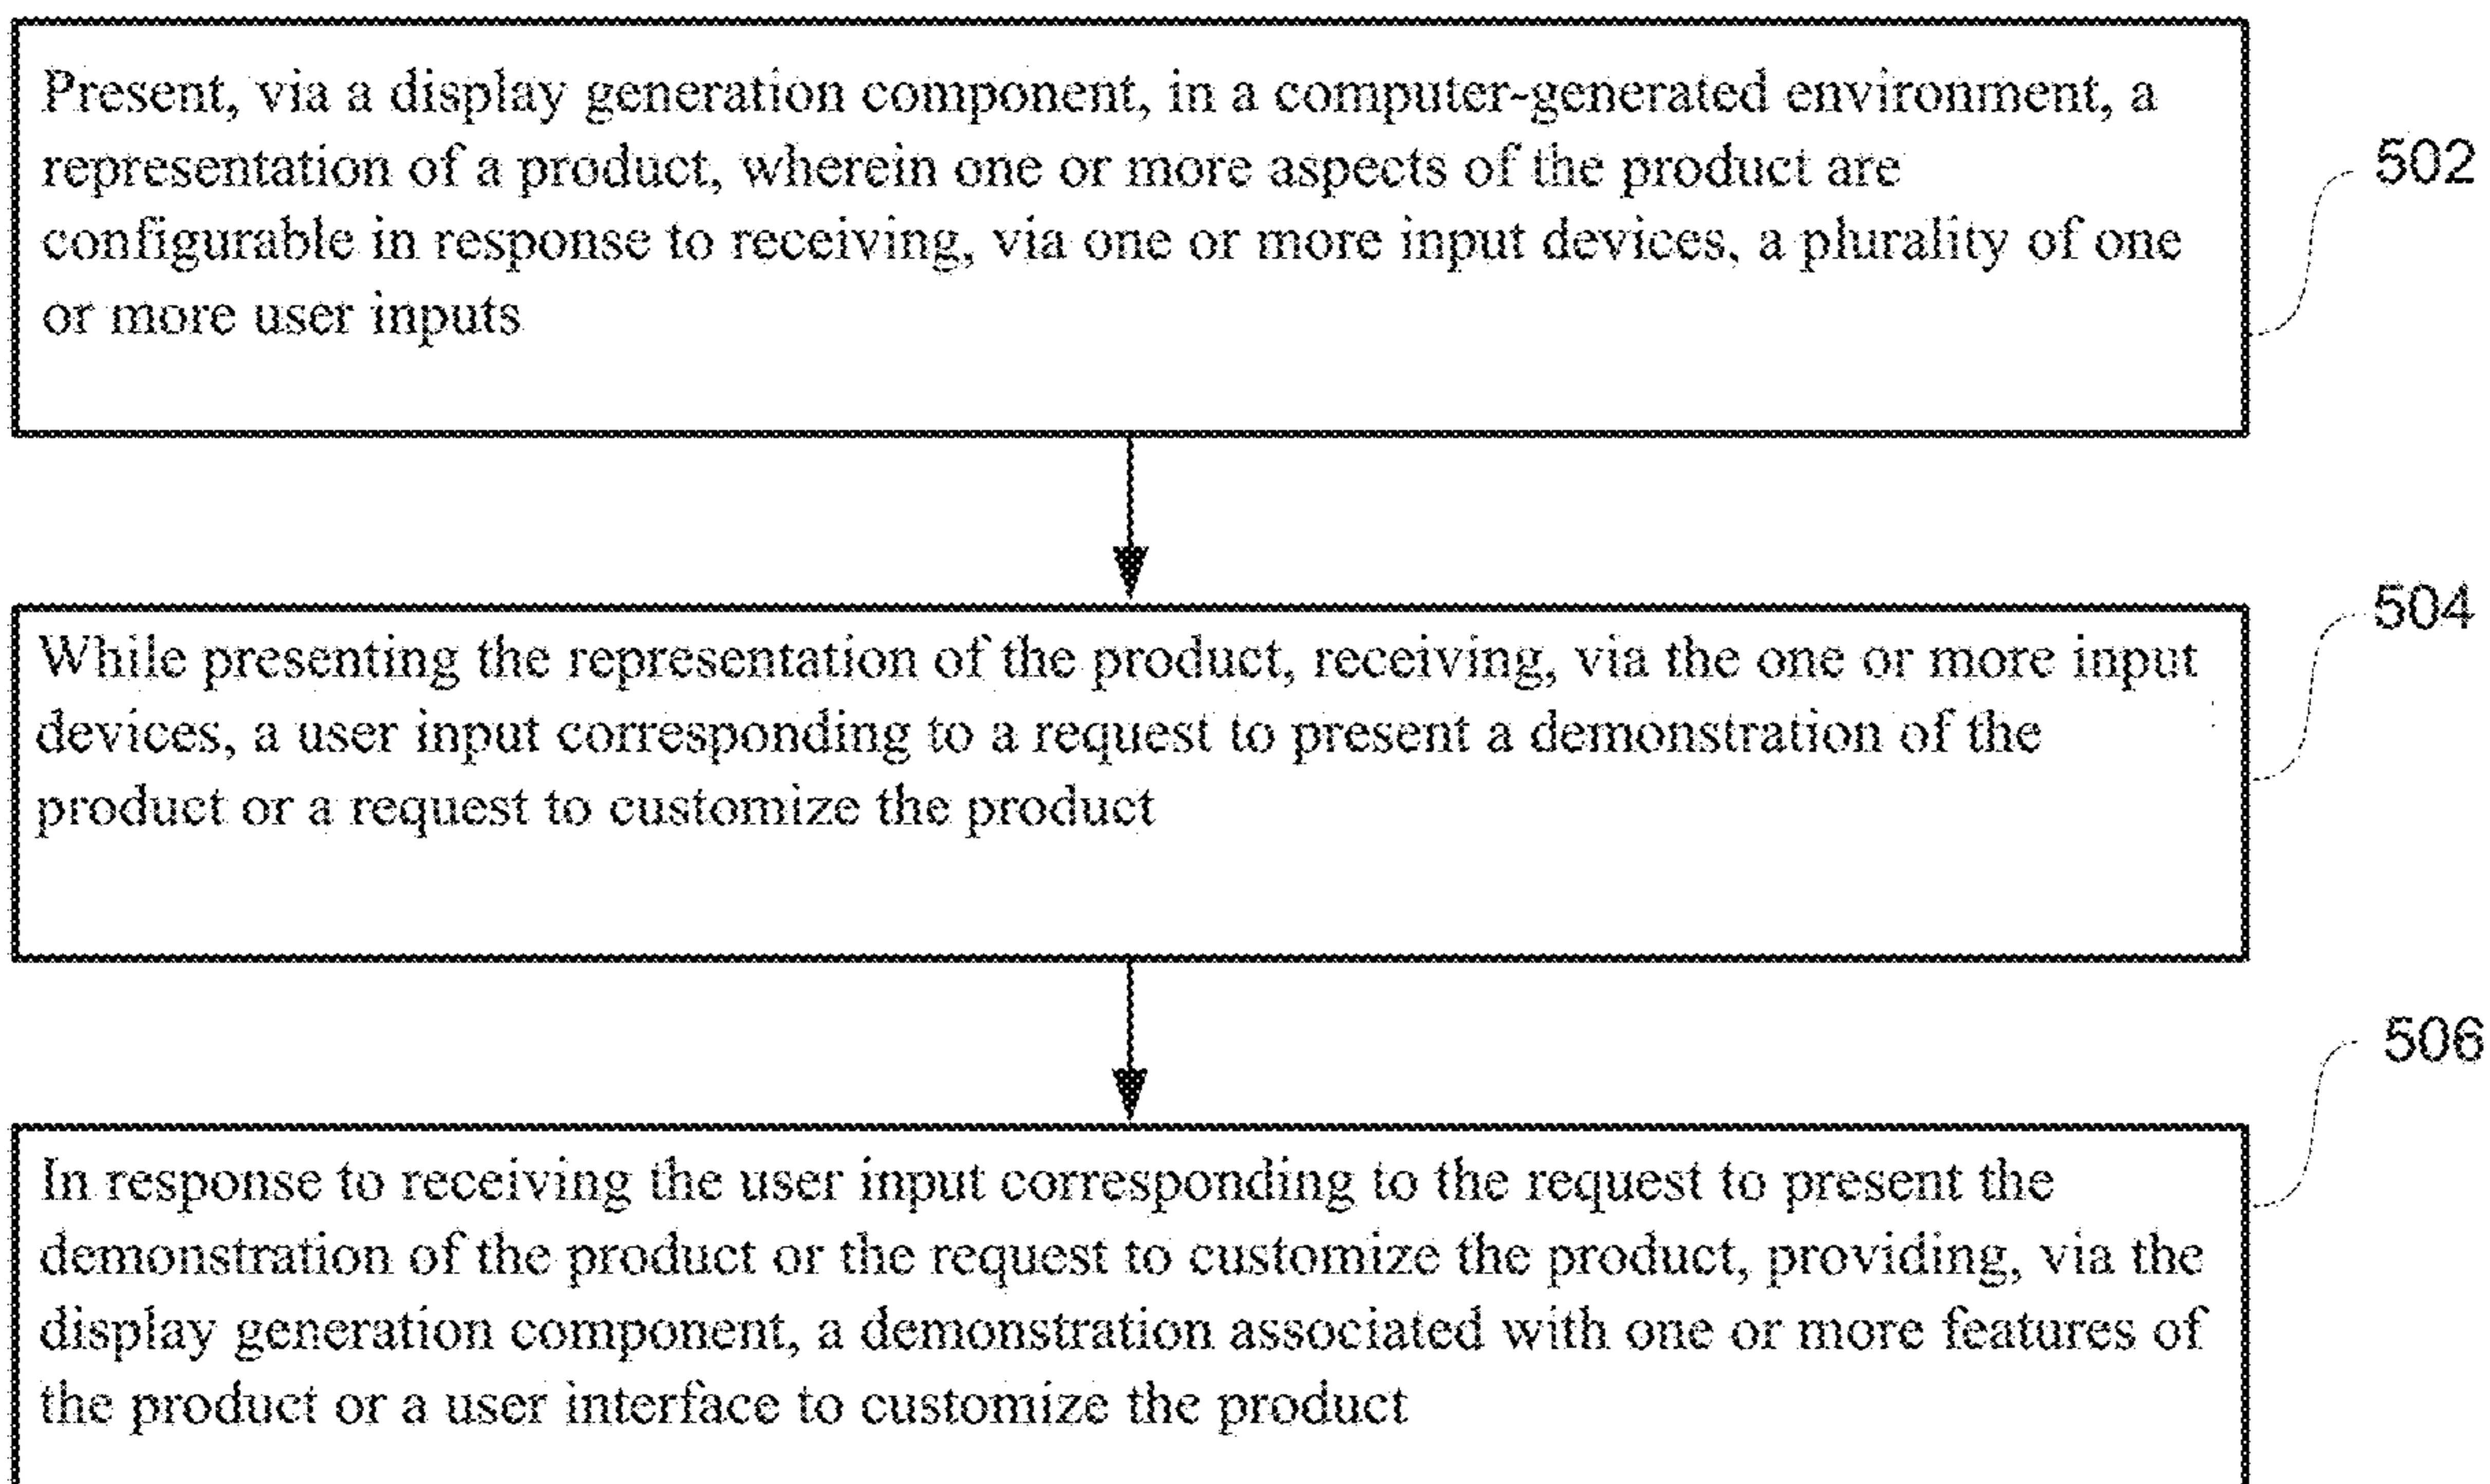 Present, via a display generation component, in a computer-generated environment, a
representation of a product, wherein one or more aspects of the product are
configurable in response to receiving, via one or more input devices, a plurality of one
or more user inputs
502
While presenting the representation of the product, receiving, via the one or more input
devices, a user input corresponding to a request to present a demonstration of the
product or a request to customize the product
504
In response to receiving the user input corresponding to the request to present the
demonstration of the product or the request to customize the product, providing, via the
display generation component, a demonstration associated with one or more features of
the product or a user interface to customize the product
506